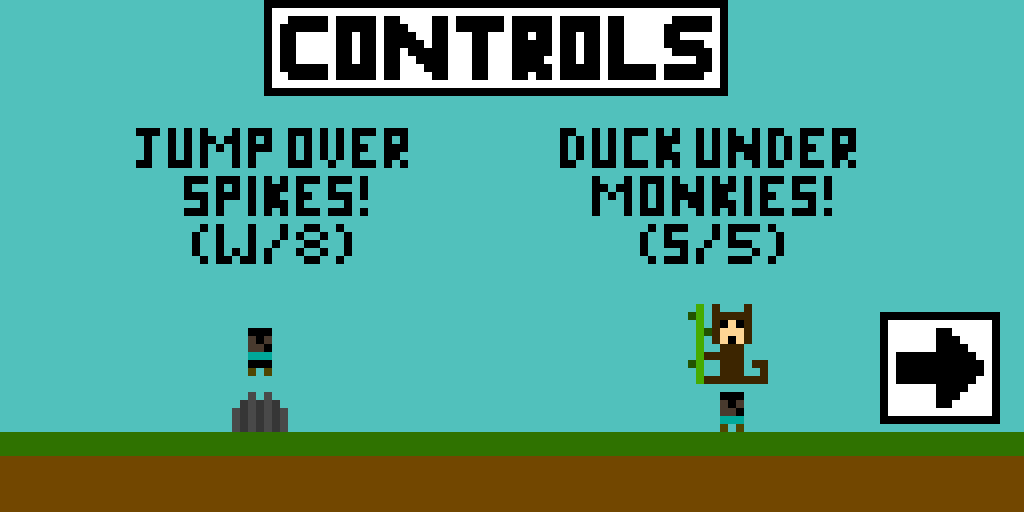 CONTROLS
JUMP OVER
SPIKES!
(W/8)
DUCK UNDER
MONKIES!
(S/5)